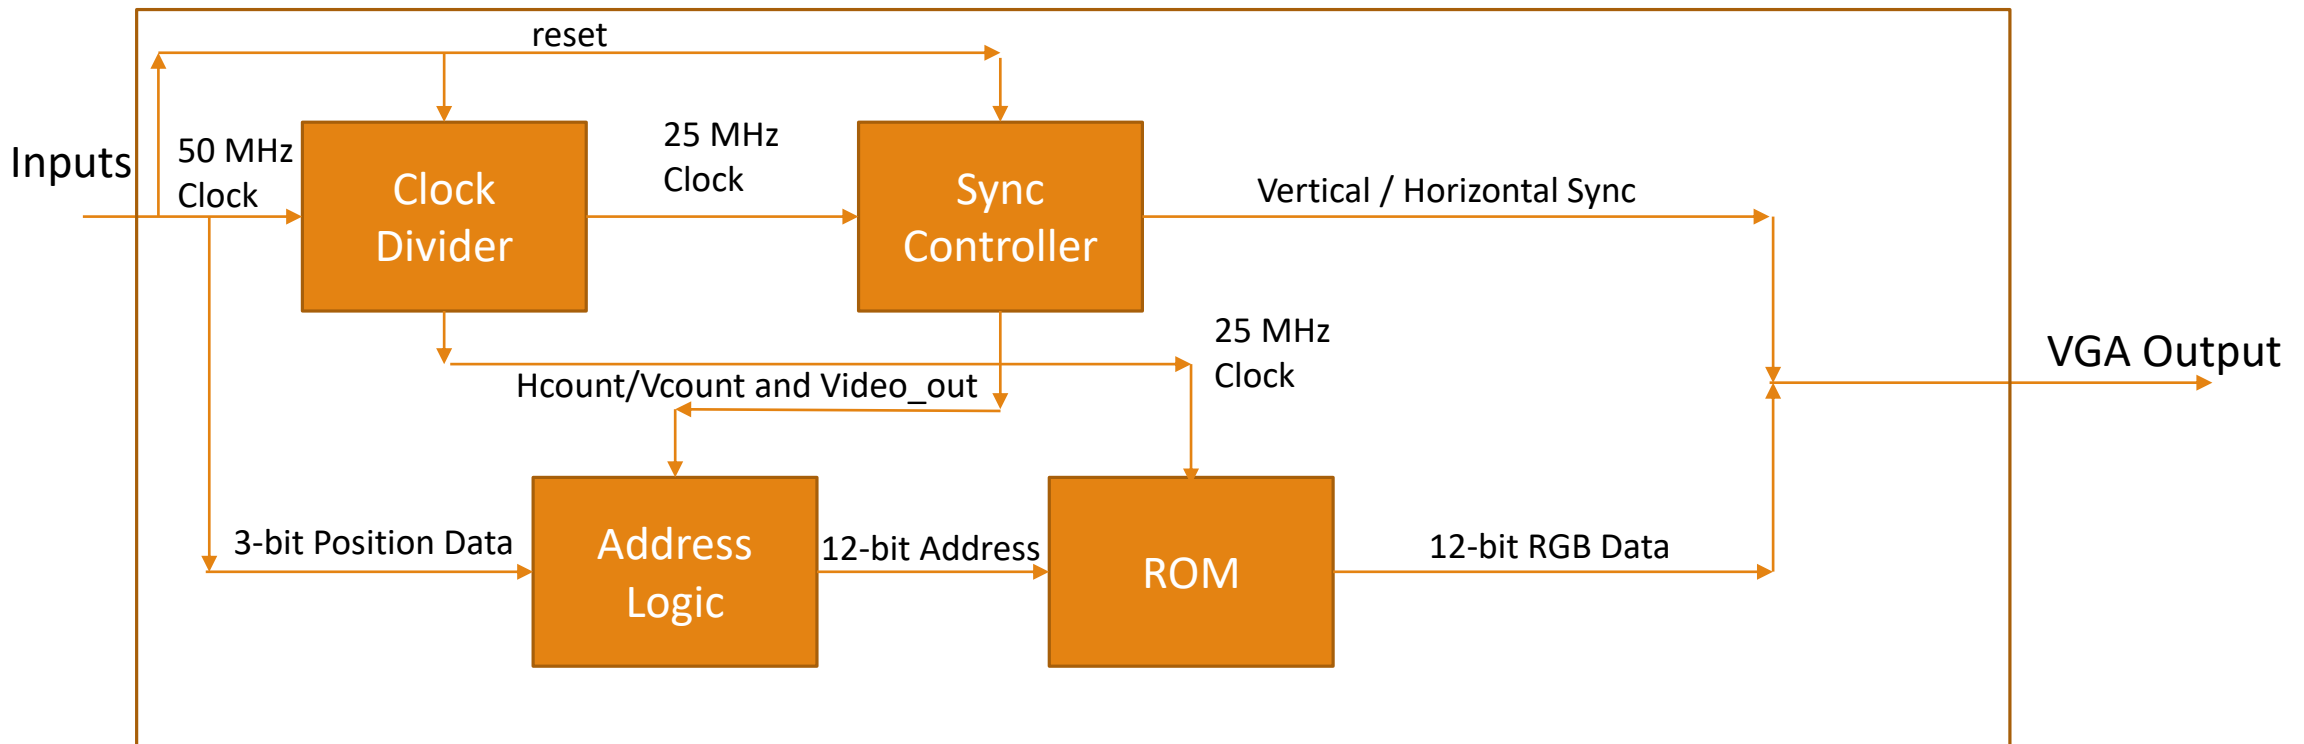 reset
Inputs
50 MHz
Clock
Clock
Divider
25 MHz
Clock
Sync
Controller
Vertical / Horizontal Sync
25 MHz
Clock
VGA Output
Hcount/Vcount and Video_out
3-bit Position Data
Address
Logic
12-bit Address
ROM
12-bit RGB Data